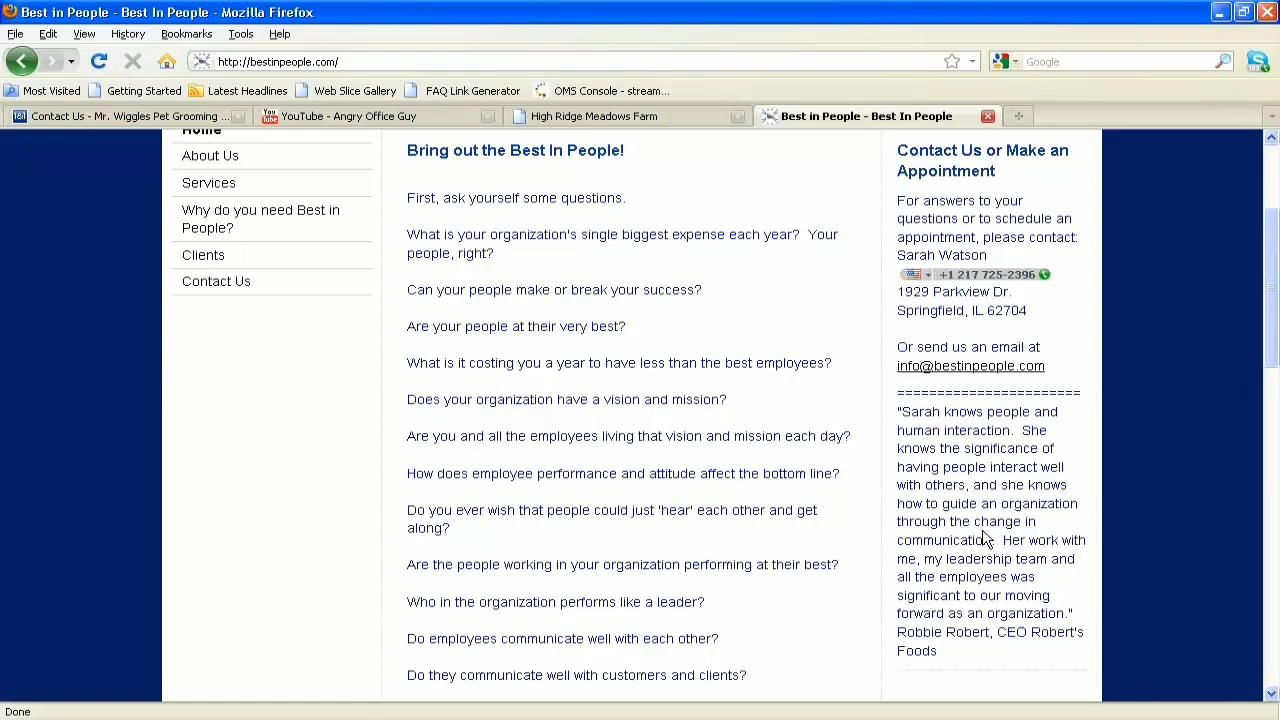 Best in People - Best In People - Mozilla Firefox
File Edit View History Bookmarks Tools Help
http://bestinpeople.com/
Google
Most Visited Getting Started Latest Headlines Web Slice Gallery FAQ Link Generator OMS Console - stream...
Contact Us - Mr. Wiggles Pet Grooming ... YouTube - Angry Office Guy High Ridge Meadows Farm Best in People - Best In People
Home
About Us
Services
Why do you need Best in
People?
Clients
Contact Us
Bring out the Best In People!
First, ask yourself some questions.
What is your organization's single biggest expense each year?  Your
people, right?
Can your people make or break your success?
Are your people at their very best?
What is it costing you a year to have less than the best employees?
Does your organization have a vision and mission?
Are you and all the employees living that vision and mission each day?
How does employee performance and attitude affect the bottom line?
Do you ever wish that people could just 'hear' each other and get
along?
Are the people working in your organization performing at their best?
Who in the organization performs like a leader?
Do employees communicate well with each other?
Do they communicate well with customers and clients?
Contact Us or Make an
Appointment
For answers to your
questions or to schedule an
appointment, please contact:
Sarah Watson
+1 217 725-2396
1929 Parkview Dr.
Springfield, IL 62704
Or send us an email at
info@bestinpeople.com
=======================
"Sarah knows people and
human interaction.  She
knows the significance of
having people interact well
with others, and she knows
how to guide an organization
through the change in
communication.  Her work with
me, my leadership team and
all the employees was
significant to our moving
forward as an organization."
Robbie Robert, CEO Robert's
Foods
Done